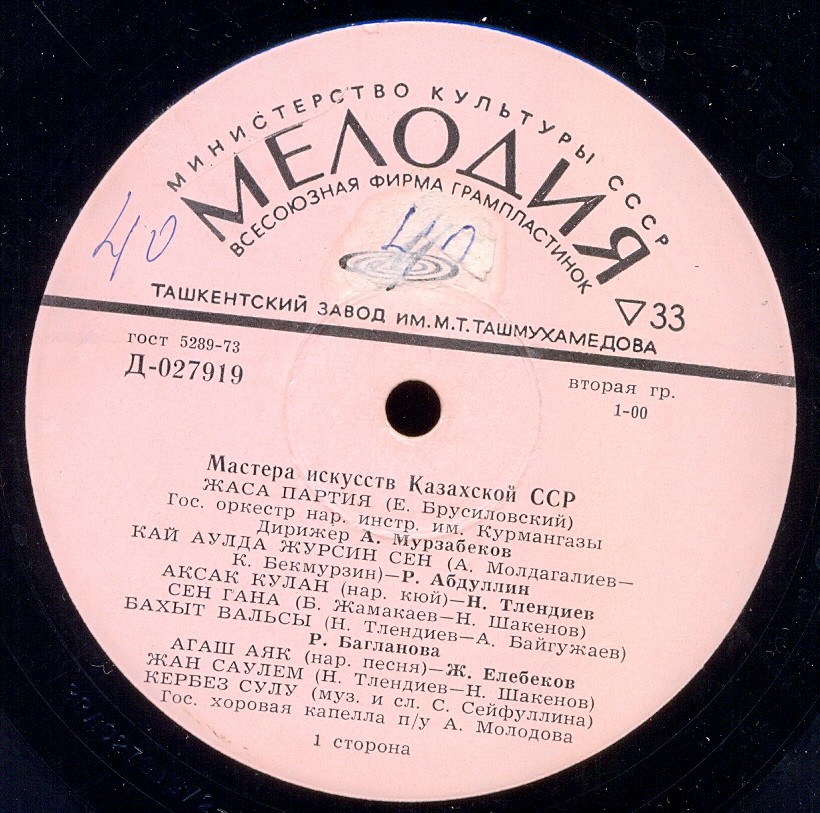 МИНИСТЕРСТВО КУЛЬТУРЫ СССР
МЕЛОДИЯ
ВСЕСОЮЗНАЯ ФИРМА ГРАМПЛАСТИНОК
40
40
33
ТАШКЕНТСКИЙ ЗАВОД ИМ. М.Т. ТАШМУХАМЕДОВА
ГОСТ 5289-73
Д-027919
вторая гр.
1-00
Мастера искусств Казахской ССР
ЖАСА ПАРТИЯ (Е. Брусиловский)
Гос. оркестр нар. инстр. им. Курмангазы
Дирижер А. Мурзабеков
КАЙ АУЛДА ЖУРСИН СЕН (А. Молдагалиев—
К. Бекмурзин)—Р. Абдуллин
АКСАК КУЛАН (нар. кюй)—Н. Тлендиев
СЕН ГАНА (Б. Жамакаев—Н. Шакенов)
БАХЫТ ВАЛЬСЫ (Н. Тлендиев—А. Байгужаев)
Р. Багланова
АГАШ АЯК (нар. песня)—Ж. Елебеков
ЖАН САУЛЕМ (Н. Тлендиев—Н. Шакенов)
КЕРБЕЗ СУЛУ (муз. и сл. С. Сейфуллина)
Гос. хоровая капелла п/у А. Молодова
1 сторона